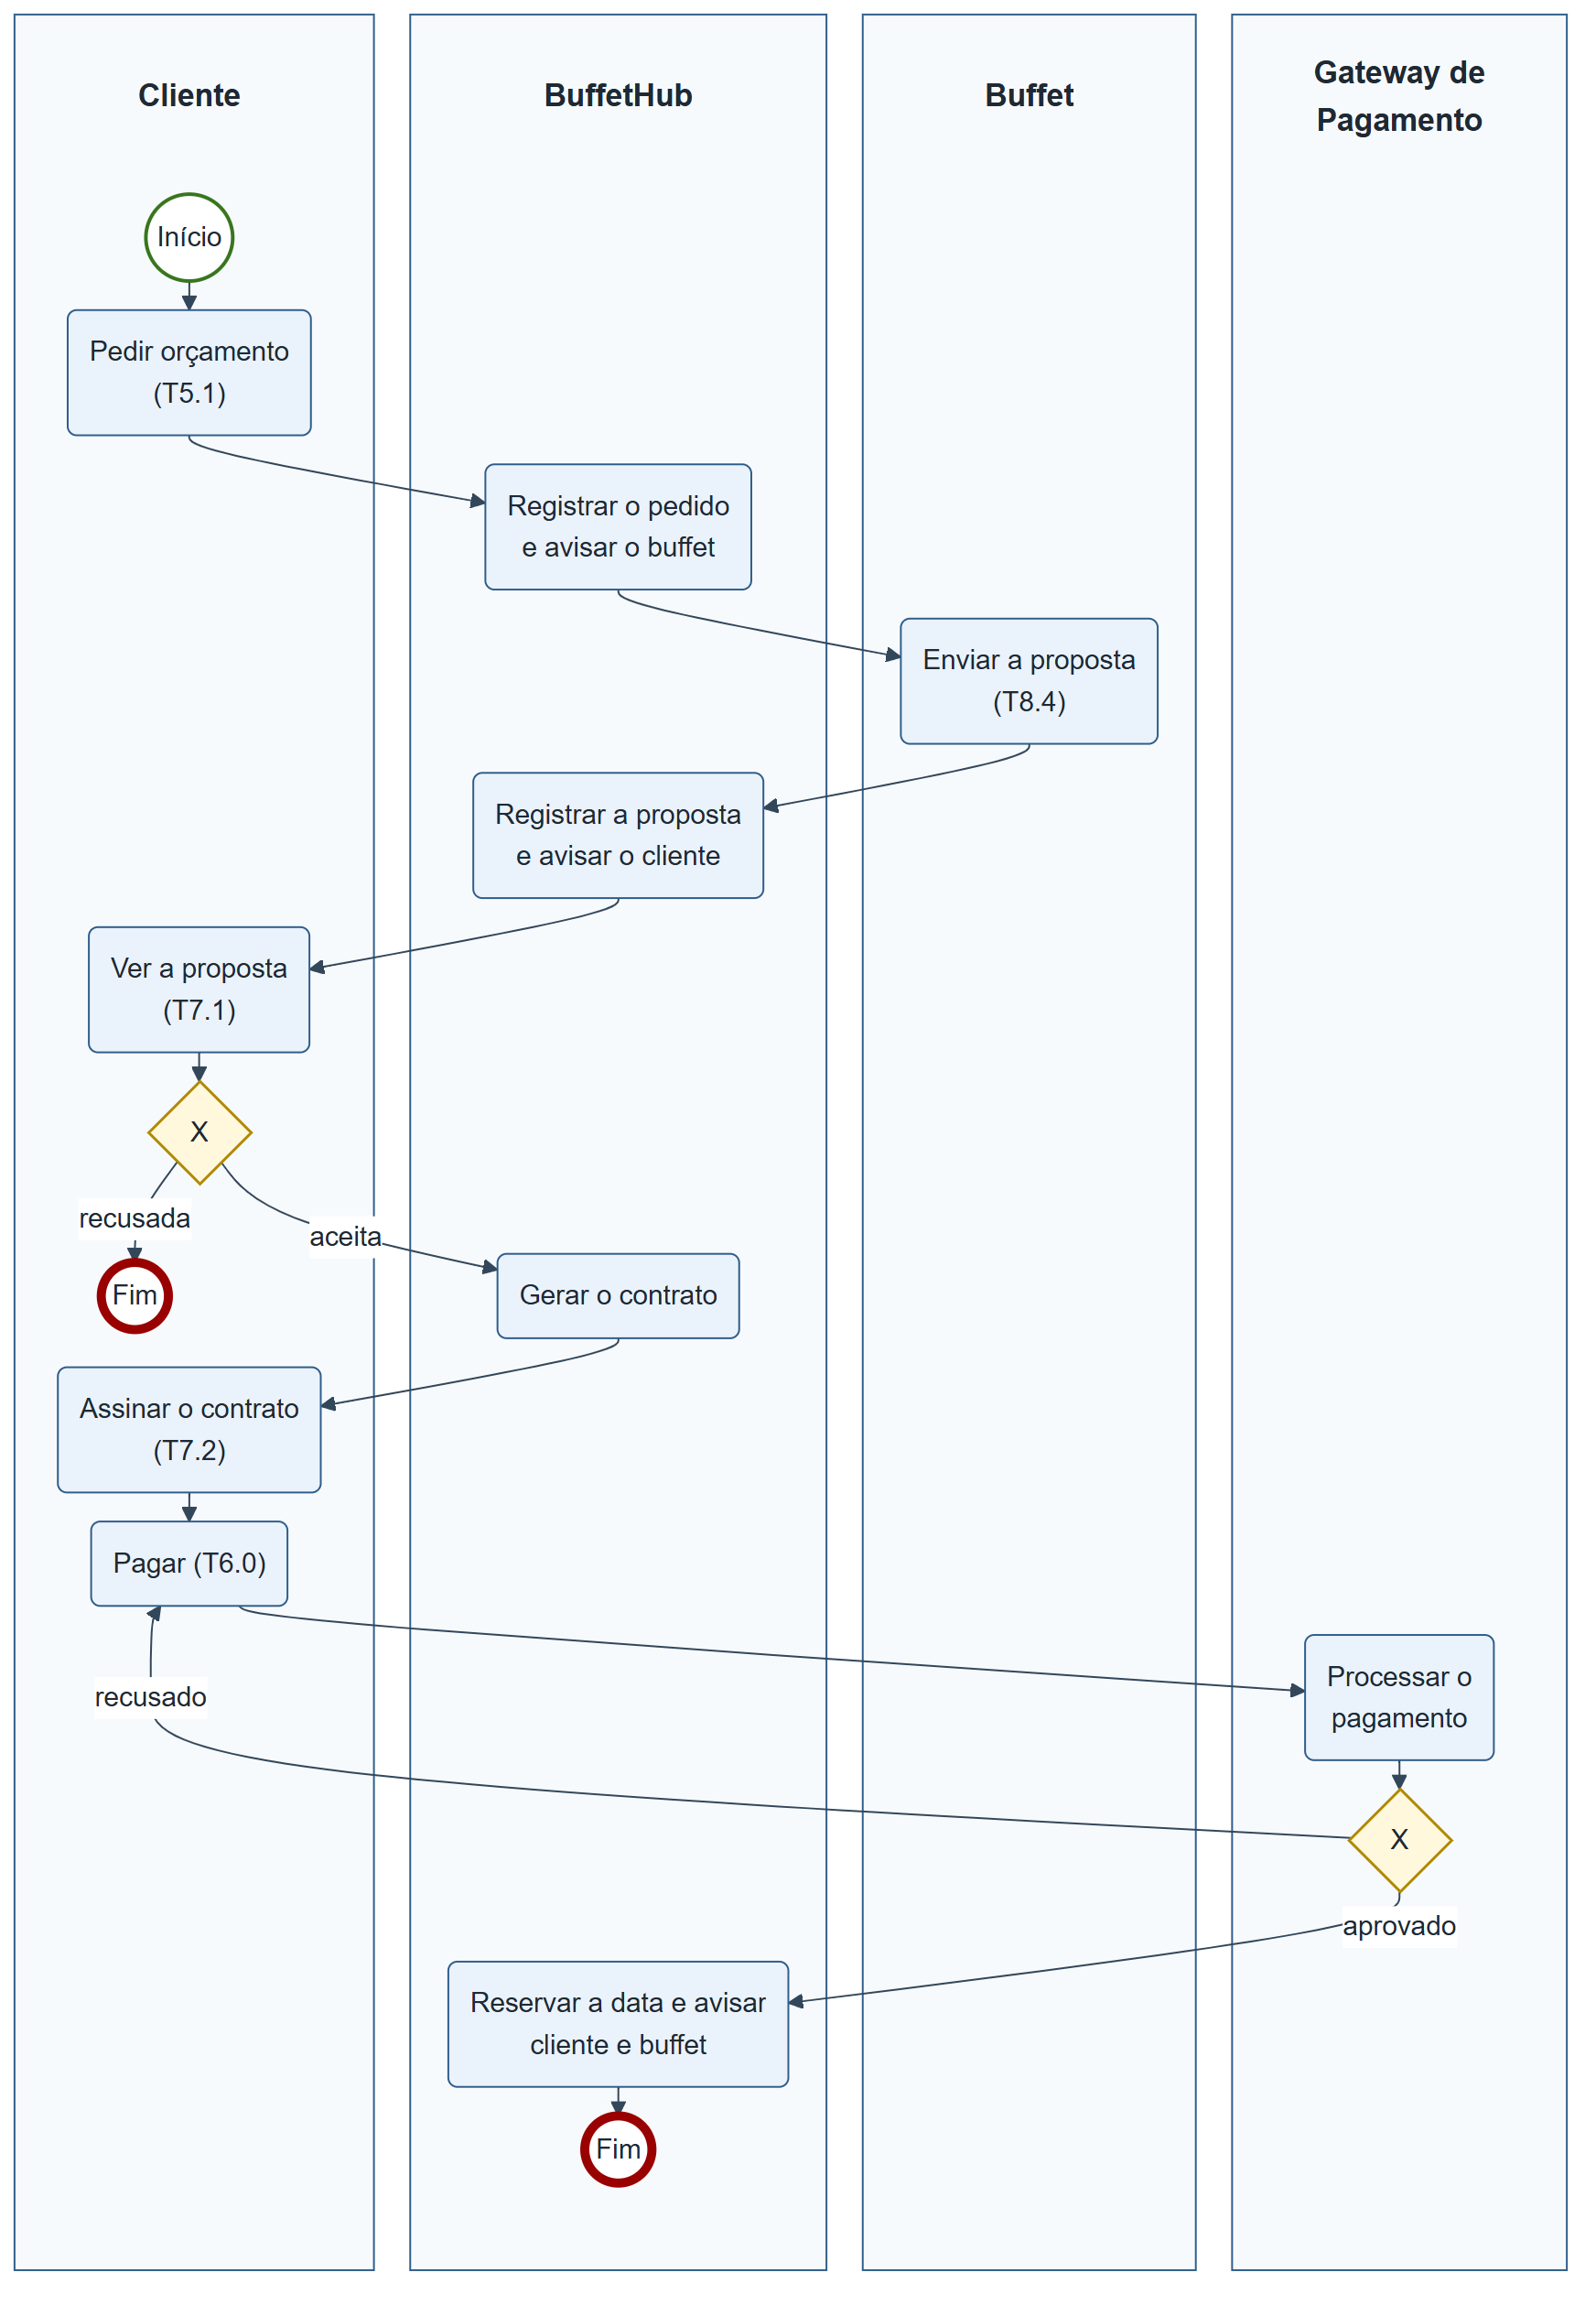 Cliente
BuffetHub
Buffet
Gateway de
Pagamento
Início
Pedir orçamento
(T5.1)
Registrar o pedido
e avisar o buffet
Enviar a proposta
(T8.4)
Registrar a proposta
e avisar o cliente
Ver a proposta
(T7.1)
X
recusada
aceita
Fim
Gerar o contrato
Assinar o contrato
(T7.2)
Pagar (T6.0)
Processar o
pagamento
recusado
X
aprovado
Reservar a data e avisar
cliente e buffet
Fim